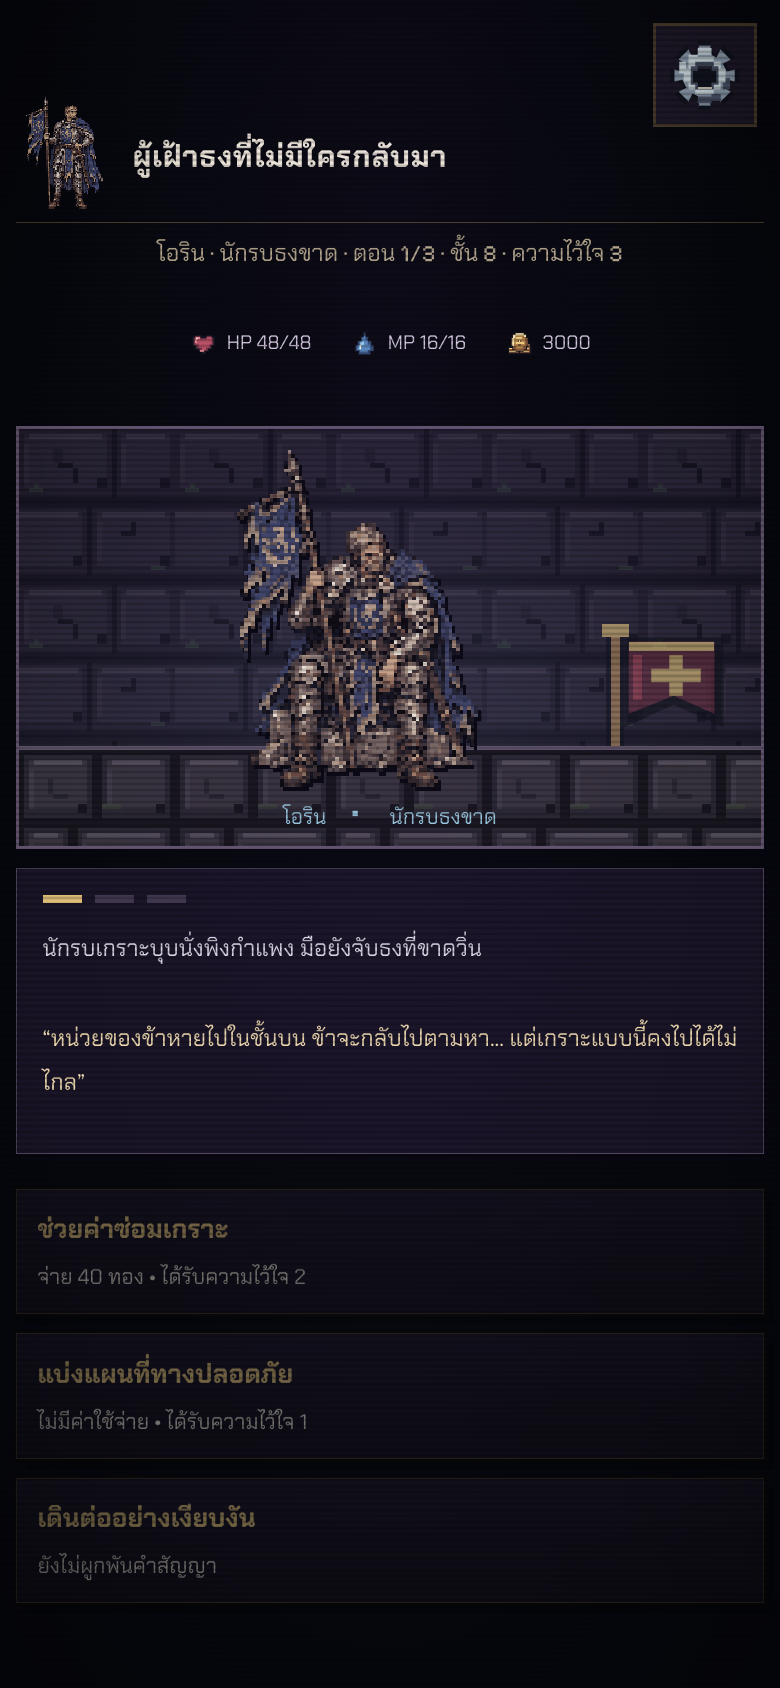 ผู้เฝ้าธงที่ไม่มีใครกลับมา
โอริน · นักรบธงขาด · ตอน 1/3 · ชั้น 8 · ความไว้ใจ 3
HP 48/48 MP 16/16 3000
โอริน · นักรบธงขาด
นักรบเกราะบุบนั่งพิงกำแพง มือยังจับธงที่ขาดวิ่น
“หน่วยของข้าหายไปในชั้นบน ข้าจะกลับไปตามหา... แต่เกราะแบบนี้คงไปได้ไม่
ไกล”
ช่วยค่าซ่อมเกราะ
จ่าย 40 ทอง • ได้รับความไว้ใจ 2
แบ่งแผนที่ทางปลอดภัย
ไม่มีค่าใช้จ่าย • ได้รับความไว้ใจ 1
เดินต่ออย่างเงียบงัน
ยังไม่ผูกพันคำสัญญา